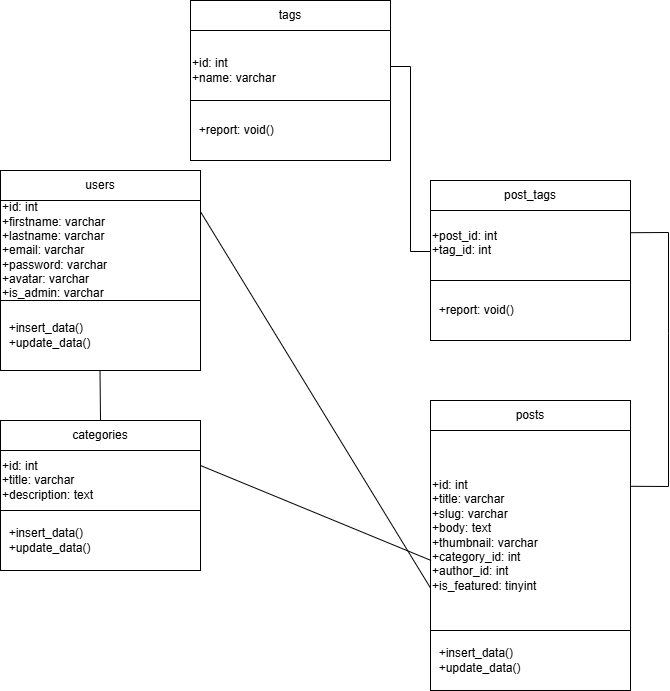 tags
+id: int
+name: varchar
+report: void()
users
+id: int
+firstname: varchar
+lastname: varchar
+email: varchar
+password: varchar
+avatar: varchar
+is_admin: varchar
+insert_data()
+update_data()
post_tags
+post_id: int
+tag_id: int
+report: void()
categories
+id: int
+title: varchar
+description: text
+insert_data()
+update_data()
posts
+id: int
+title: varchar
+slug: varchar
+body: text
+thumbnail: varchar
+category_id: int
+author_id: int
+is_featured: tinyint
+insert_data()
+update_data()